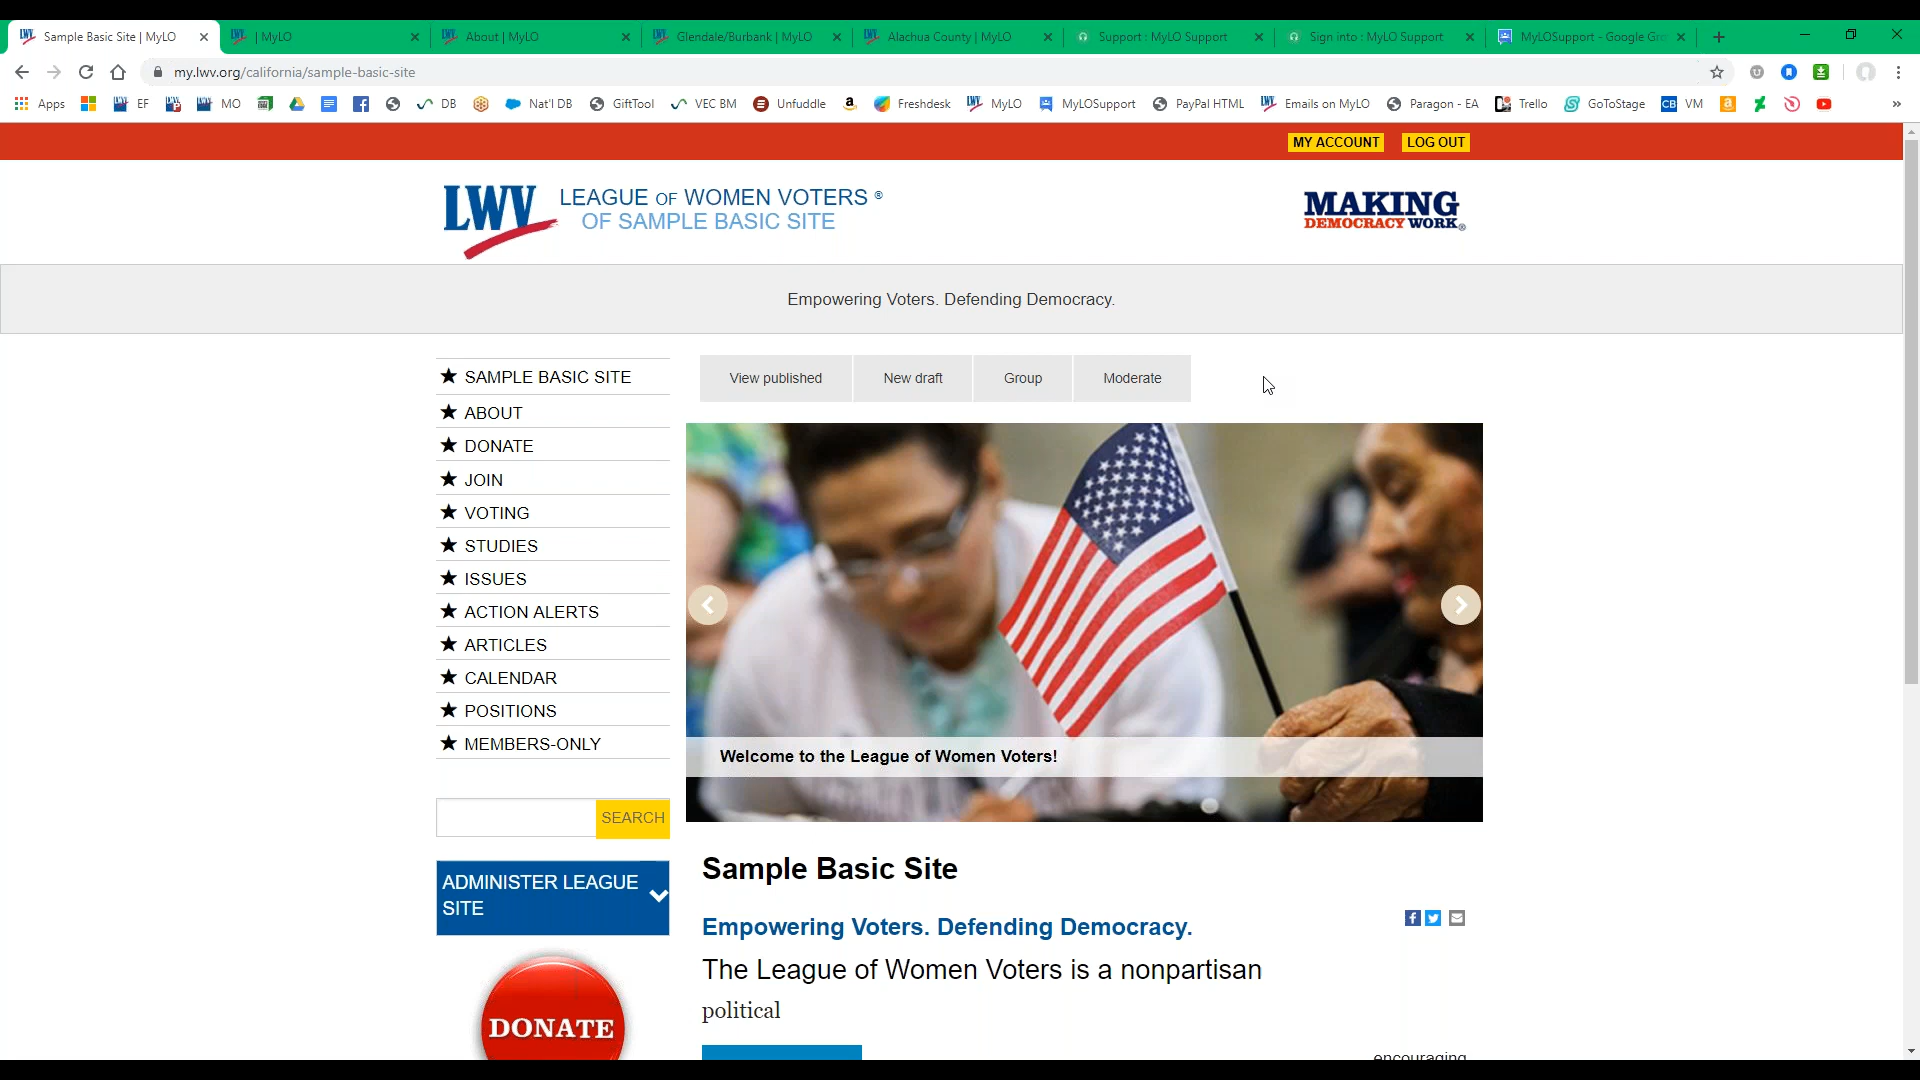 Sample Basic Site | MyLO
| MyLO
About | MyLO
Glendale/Burbank | MyLO
Alachua County | MyLO
Support : MyLO Support
Sign into : MyLO Support
MyLOSupport - Google Gro
my.lwv.org/california/sample-basic-site
Apps
EF
MO
DB
Nat'l DB
GiftTool
VEC BM
Unfuddle
Freshdesk
MyLO
MyLOSupport
PayPal HTML
Emails on MyLO
Paragon - EA
Trello
GoToStage
CB VM
MY ACCOUNT
LOG OUT
LWV
LEAGUE OF WOMEN VOTERS ®
OF SAMPLE BASIC SITE
MAKING
DEMOCRACY WORK®
Empowering Voters. Defending Democracy.
SAMPLE BASIC SITE
ABOUT
DONATE
JOIN
VOTING
STUDIES
ISSUES
ACTION ALERTS
ARTICLES
CALENDAR
POSITIONS
MEMBERS-ONLY
SEARCH
ADMINISTER LEAGUE
SITE
DONATE
View published
New draft
Group
Moderate
Welcome to the League of Women Voters!
Sample Basic Site
Empowering Voters. Defending Democracy.
The League of Women Voters is a nonpartisan
political
encouraging